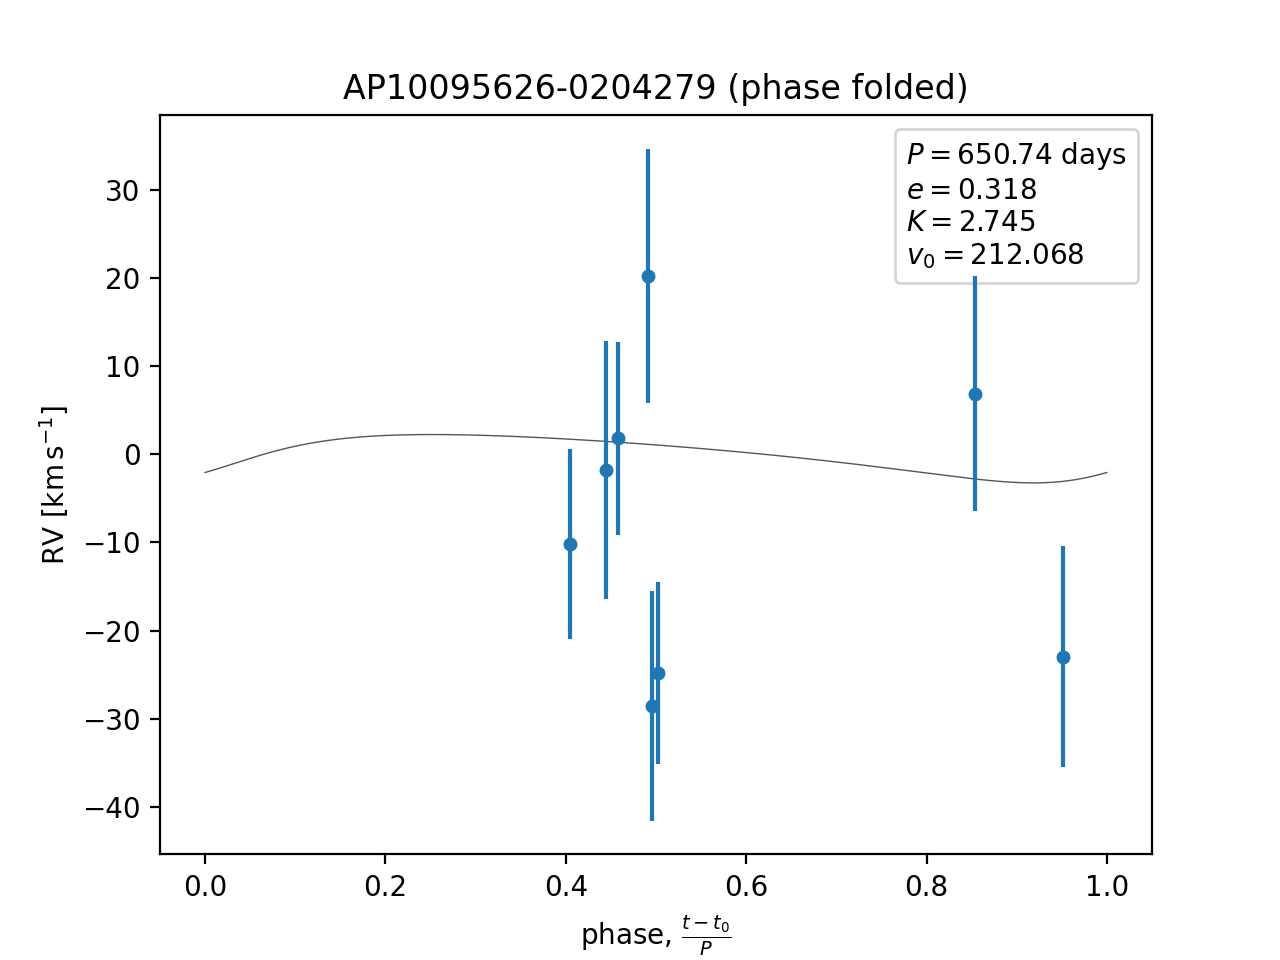 AP10095626-0204279 (phase folded)
P = 650.74 days
e = 0.318
K = 2.745
v₀ = 212.068
30
20
10
0
−10
−20
−30
−40
RV [km s⁻¹]
0.0 0.2 0.4 0.6 0.8 1.0
phase, (t − t₀)/P